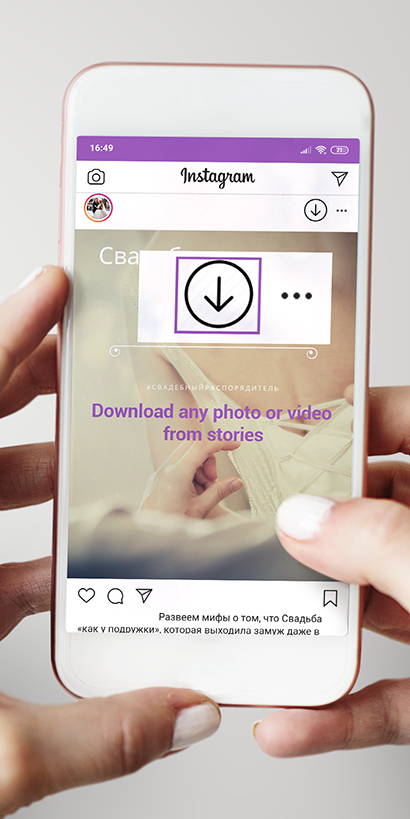 16:49
73
Instagram
Свадеб
#СВАДЕБНЫЙРАСПОРЯДИТЕЛЬ
Download any photo or video
from stories
Развеем мифы о том, что Свадьба
«как у подружки», которая выходила замуж даже в